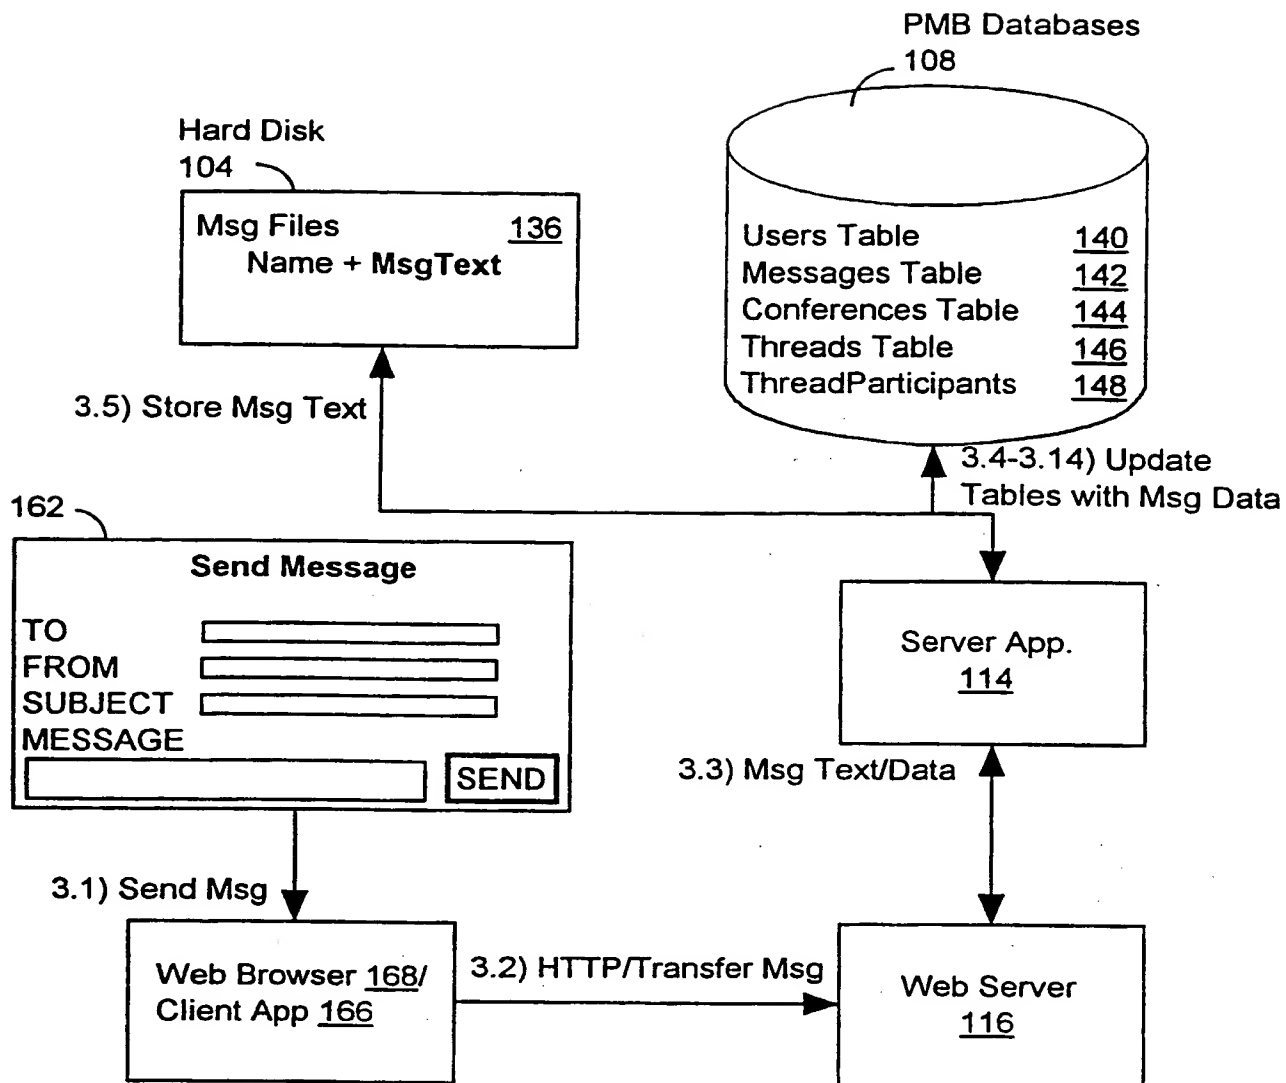 PMB Databases
108
Hard Disk
104
Msg Files 136
Name + MsgText
Users Table 140
Messages Table 142
Conferences Table 144
Threads Table 146
ThreadParticipants 148
3.5) Store Msg Text
3.4-3.14) Update
Tables with Msg Data
162
Send Message
TO
FROM
SUBJECT
MESSAGE
SEND
Server App.
114
3.3) Msg Text/Data
3.1) Send Msg
Web Browser 168/
Client App 166
3.2) HTTP/Transfer Msg
Web Server
116